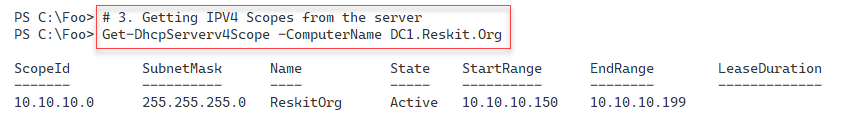 PS C:\Foo> # 3. Getting IPV4 Scopes from the server
PS C:\Foo> Get-DhcpServerv4Scope -ComputerName DC1.Reskit.Org
ScopeId SubnetMask Name State StartRange EndRange LeaseDuration
------- ---------- ---- ----- ---------- -------- -------------
10.10.10.0 255.255.255.0 ReskitOrg Active 10.10.10.150 10.10.10.199